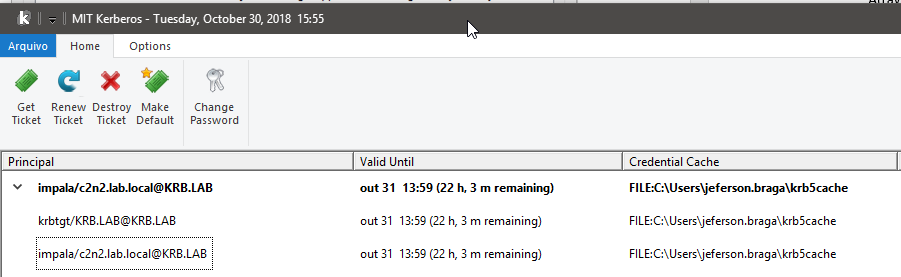 MIT Kerberos - Tuesday, October 30, 2018 15:55
Arquivo Home Options
Get Ticket
Renew Ticket
Destroy Ticket
Make Default
Change Password
Principal Valid Until Credential Cache
impala/c2n2.lab.local@KRB.LAB out 31 13:59 (22 h, 3 m remaining) FILE:C:\Users\jeferson.braga\krb5cache
krbtgt/KRB.LAB@KRB.LAB out 31 13:59 (22 h, 3 m remaining) FILE:C:\Users\jeferson.braga\krb5cache
impala/c2n2.lab.local@KRB.LAB out 31 13:59 (22 h, 3 m remaining) FILE:C:\Users\jeferson.braga\krb5cache